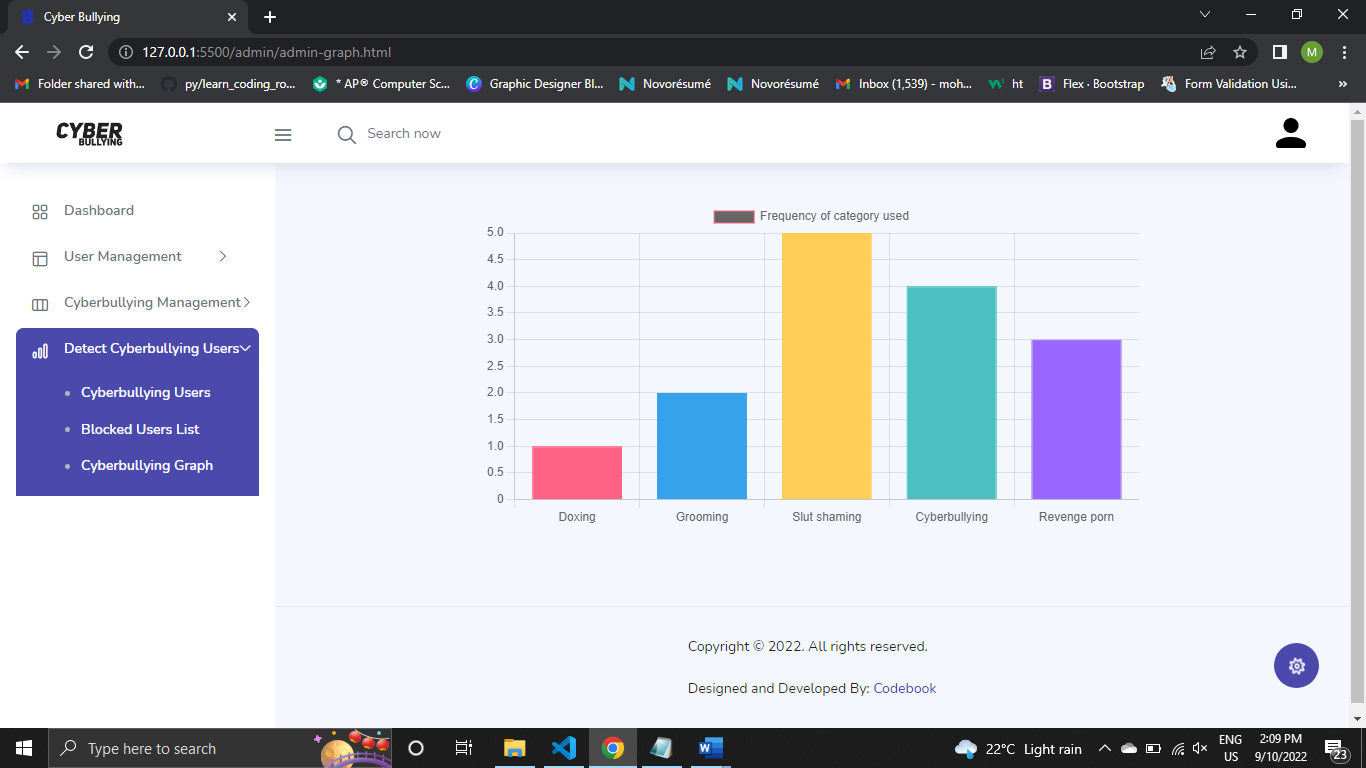 Cyber Bullying
127.0.0.1:5500/admin/admin-graph.html
M
Folder shared with...
py/learn_coding_ro...
* AP® Computer Sc...
Graphic Designer Bl...
Novorésumé
Novorésumé
Inbox (1,539) - moh...
ht
Flex · Bootstrap
Form Validation Usi...
»
CYBER
BULLYING
Search now
Dashboard
User Management
Cyberbullying Management
Detect Cyberbullying Users
Cyberbullying Users
Blocked Users List
Cyberbullying Graph
Frequency of category used
5.0
4.5
4.0
3.5
3.0
2.5
2.0
1.5
1.0
0.5
0
Doxing
Grooming
Slut shaming
Cyberbullying
Revenge porn
Copyright © 2022. All rights reserved.
Designed and Developed By: Codebook
Type here to search
22°C Light rain
ENG
US
2:09 PM
9/10/2022
23